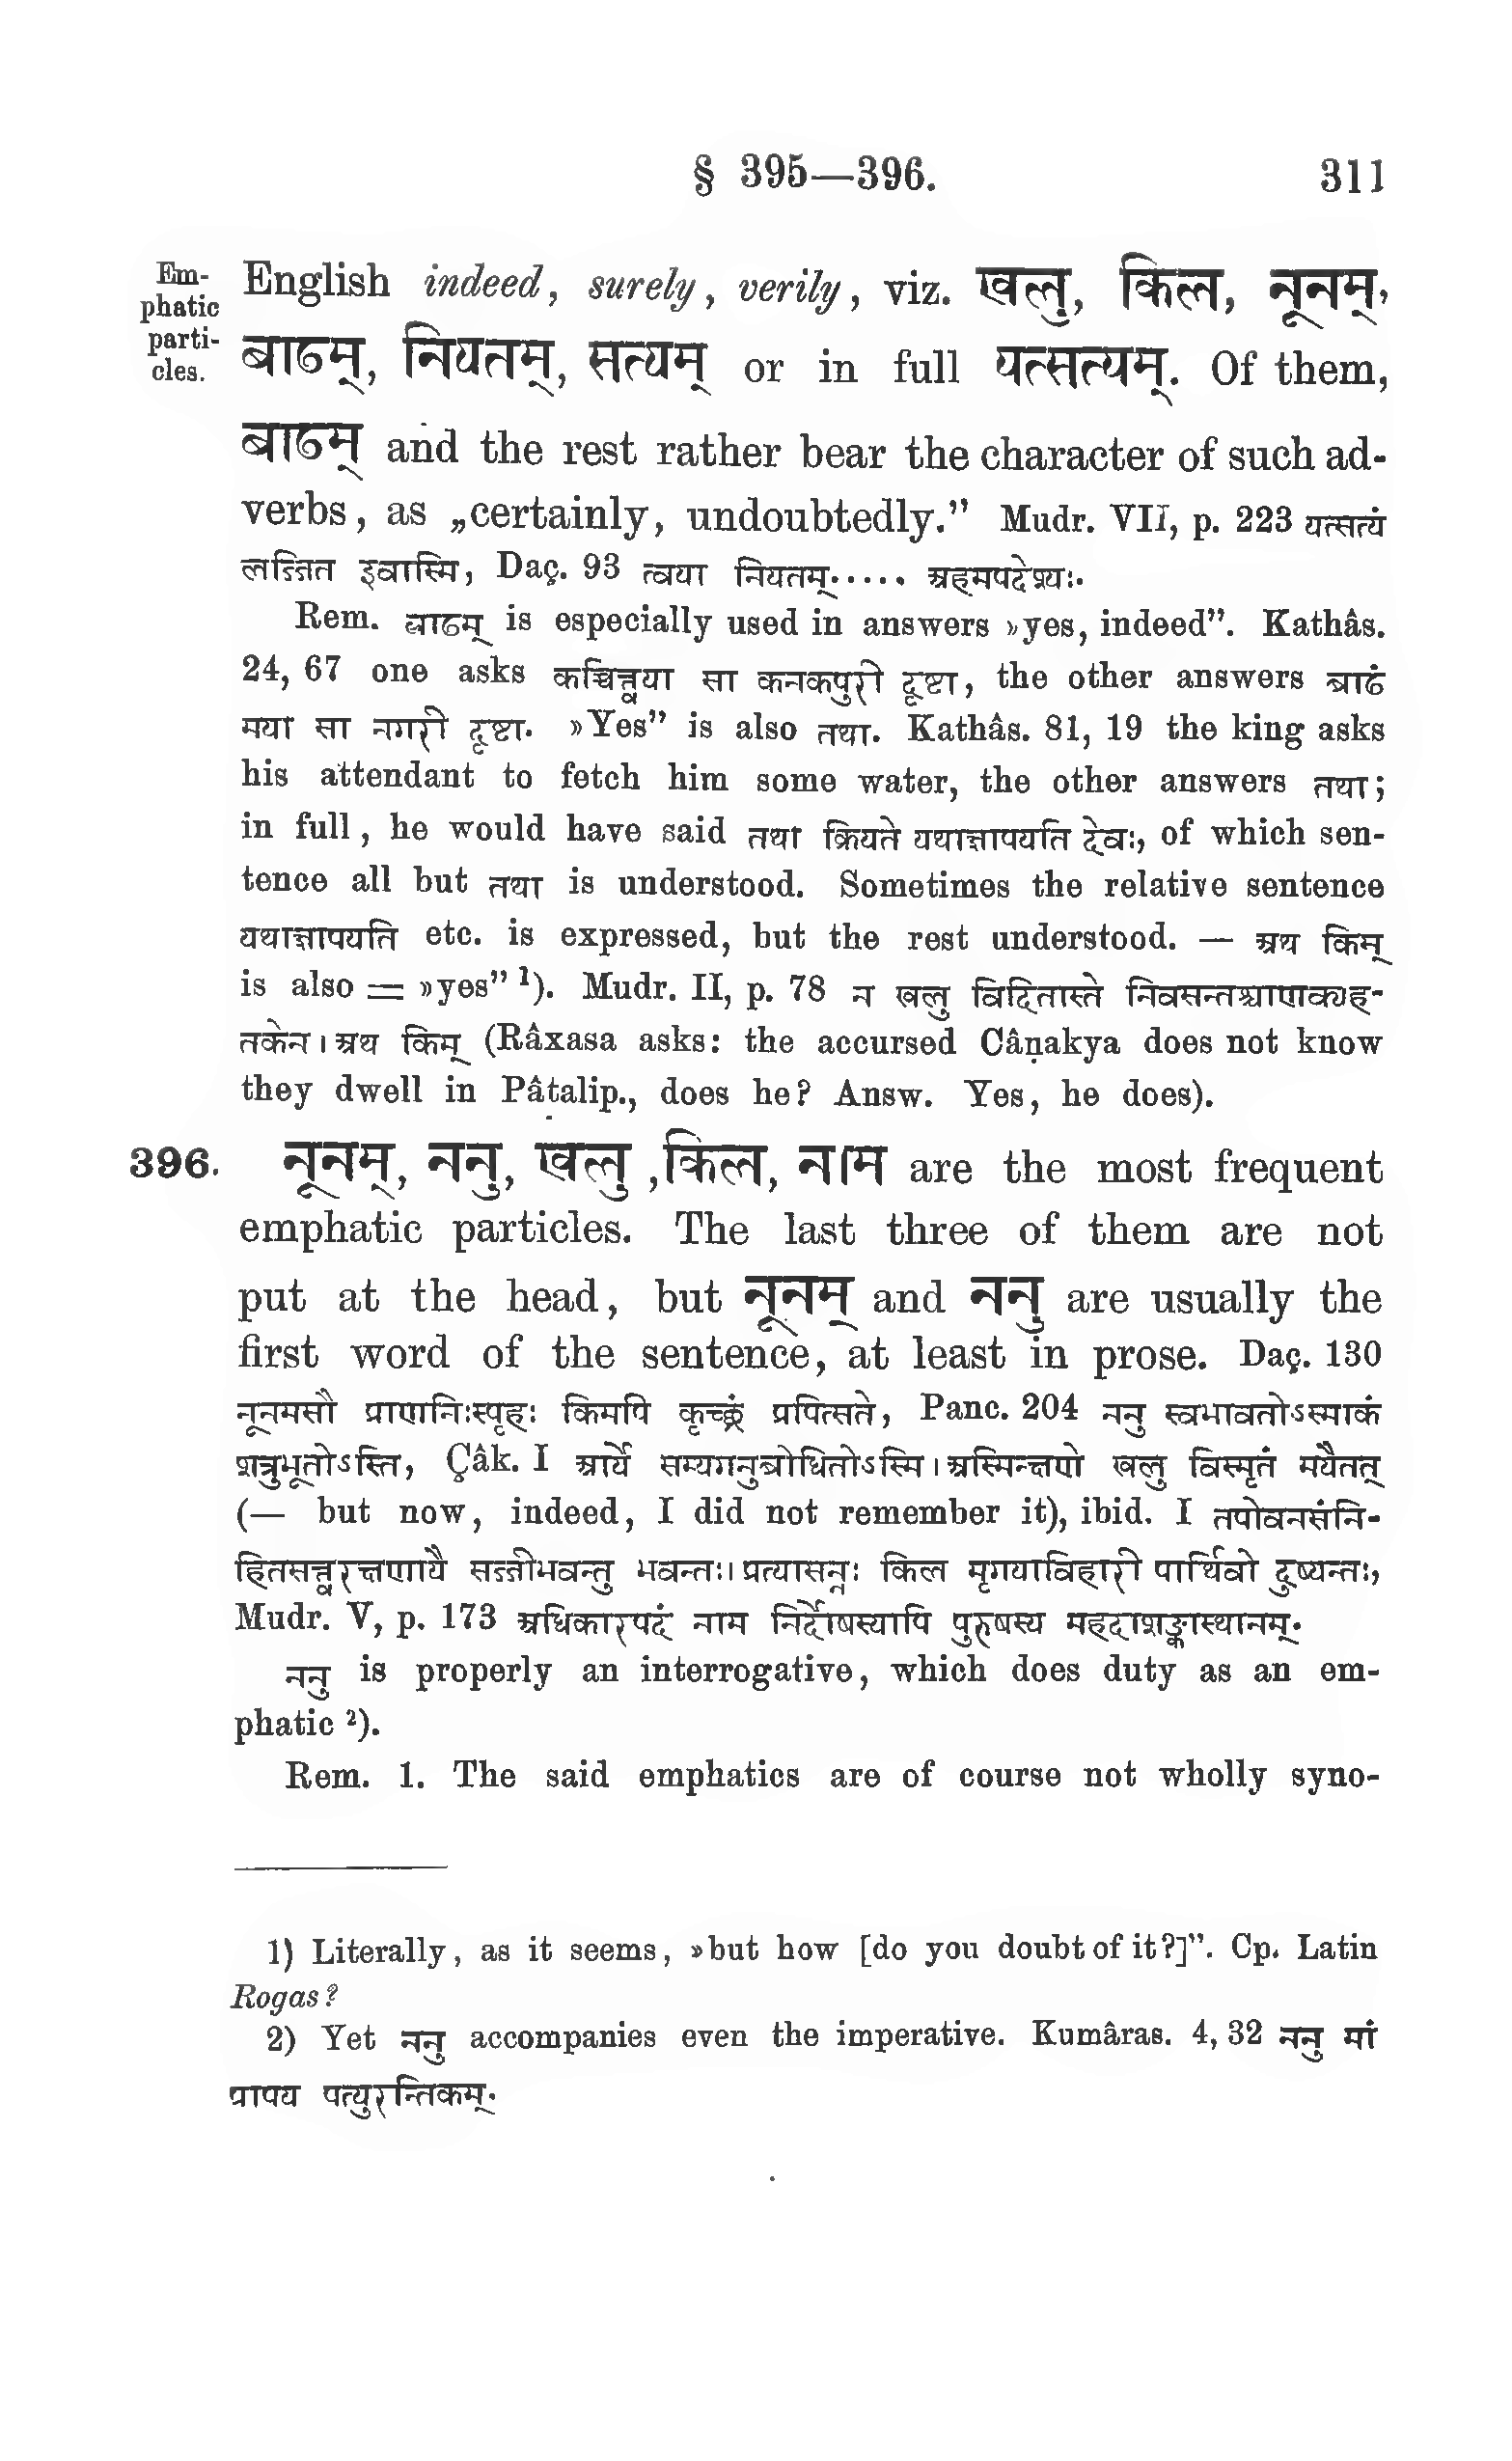 § 395—396.
311
Em-
phatic
parti-
cles.
English indeed, surely, verily, viz. खलु, किल, नूनम्,
बाढम्, नियतम्, सत्यम् or in full यत्सत्यम्. Of them,
बाढम् and the rest rather bear the character of such ad-
verbs, as „certainly, undoubtedly." Mudr. VII, p. 223 यत्सत्यं
लज्जित इवास्मि, Daç. 93 त्वया नियतम्..... अहमपदेश्यः.
Rem. बाढम् is especially used in answers »yes, indeed". Kathâs.
24, 67 one asks कच्चित्त्वया सा कनकपुरी दृष्टा, the other answers बाढं
मया सा नगरी दृष्टा. »Yes" is also तथा. Kathâs. 81, 19 the king asks
his attendant to fetch him some water, the other answers तथा;
in full, he would have said तथा क्रियते यथाज्ञापयति देवः, of which sen-
tence all but तथा is understood. Sometimes the relative sentence
यथाज्ञापयति etc. is expressed, but the rest understood. — अथ किम्
is also = »yes" ¹). Mudr. II, p. 78 न खलु विदितास्ते निवसन्तश्चाणक्यह-
तकेन। अथ किम् (Râxasa asks: the accursed Câṇakya does not know
they dwell in Pâṭalip., does he? Answ. Yes, he does).
396. नूनम्, ननु, खलु ,किल, नाम are the most frequent
emphatic particles. The last three of them are not
put at the head, but नूनम् and ननु are usually the
first word of the sentence, at least in prose. Daç. 130
नूनमसौ प्राणनिःस्पृहः किमपि कृच्छ्रं प्रपित्सते, Panc. 204 ननु स्वभावतोऽस्माकं
शत्रुभूतोऽस्ति, Çâk. I आर्ये सम्यगनुबोधितोऽस्मि। अस्मिन्क्षणे खलु विस्मृतं मयैतत्
(— but now, indeed, I did not remember it), ibid. I तपोवनसंनि-
हितसत्त्वरक्षणायै सज्जीभवन्तु भवन्तः। प्रत्यासन्नः किल मृगयाविहारी पार्थिवो दुष्यन्तः,
Mudr. V, p. 173 अधिकारपदं नाम निर्दोषस्यापि पुरुषस्य महदाशङ्कास्थानम्.
ननु is properly an interrogative, which does duty as an em-
phatic ²).
Rem. 1. The said emphatics are of course not wholly syno-
1) Literally, as it seems, »but how [do you doubt of it?]". Cp. Latin
Rogas?
2) Yet ननु accompanies even the imperative. Kumâras. 4, 32 ननु मां
प्रापय पत्युरन्तिकम्.